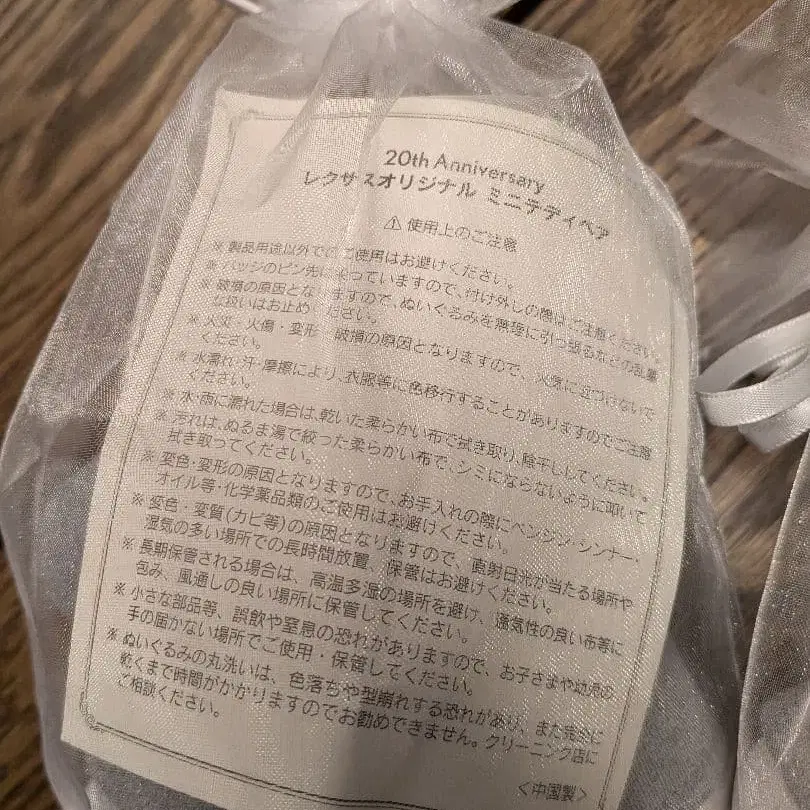 20th Anniversary
レクサスオリジナル ミニテディベア
⚠ 使用上のご注意
※ 製品用途以外でのご使用はお避けください。
※ バッジのピン先は尖っていますので、付け外しの際はご注意ください。
※ 破損の原因となりますので、ぬいぐるみを無理に引っ張るなどの乱暴
な扱いはお止めください。
※ 火災・火傷・変形・破損の原因となりますので、火気に近づけないで
ください。
※ 水濡れ・汗・摩擦により、衣服等に色移行することがありますのでご注意
ください。
※ 水・雨に濡れた場合は、乾いた柔らかい布で拭き取り、陰干ししてください。
※ 汚れは、ぬるま湯で絞った柔らかい布で、シミにならないように叩いて
拭き取ってください。
※ 変色・変形の原因となりますので、お手入れの際にベンジン・シンナー・
オイル等・化学薬品類のご使用はお避けください。
※ 変色・変質(カビ等)の原因となりますので、直射日光が当たる場所や
湿気の多い場所での長時間放置、保管はお避けください。
※ 長期保管される場合は、高温多湿の場所を避け、通気性の良い布等に
包み、風通しの良い場所に保管してください。
※ 小さな部品等、誤飲や窒息の恐れがありますので、お子さまや幼児の
手の届かない場所でご使用・保管してください。
※ ぬいぐるみの丸洗いは、色落ちや型崩れする恐れがあり、また完全に
乾くまで時間がかかりますのでお勧めできません。クリーニング店に
ご相談ください。
＜中国製＞